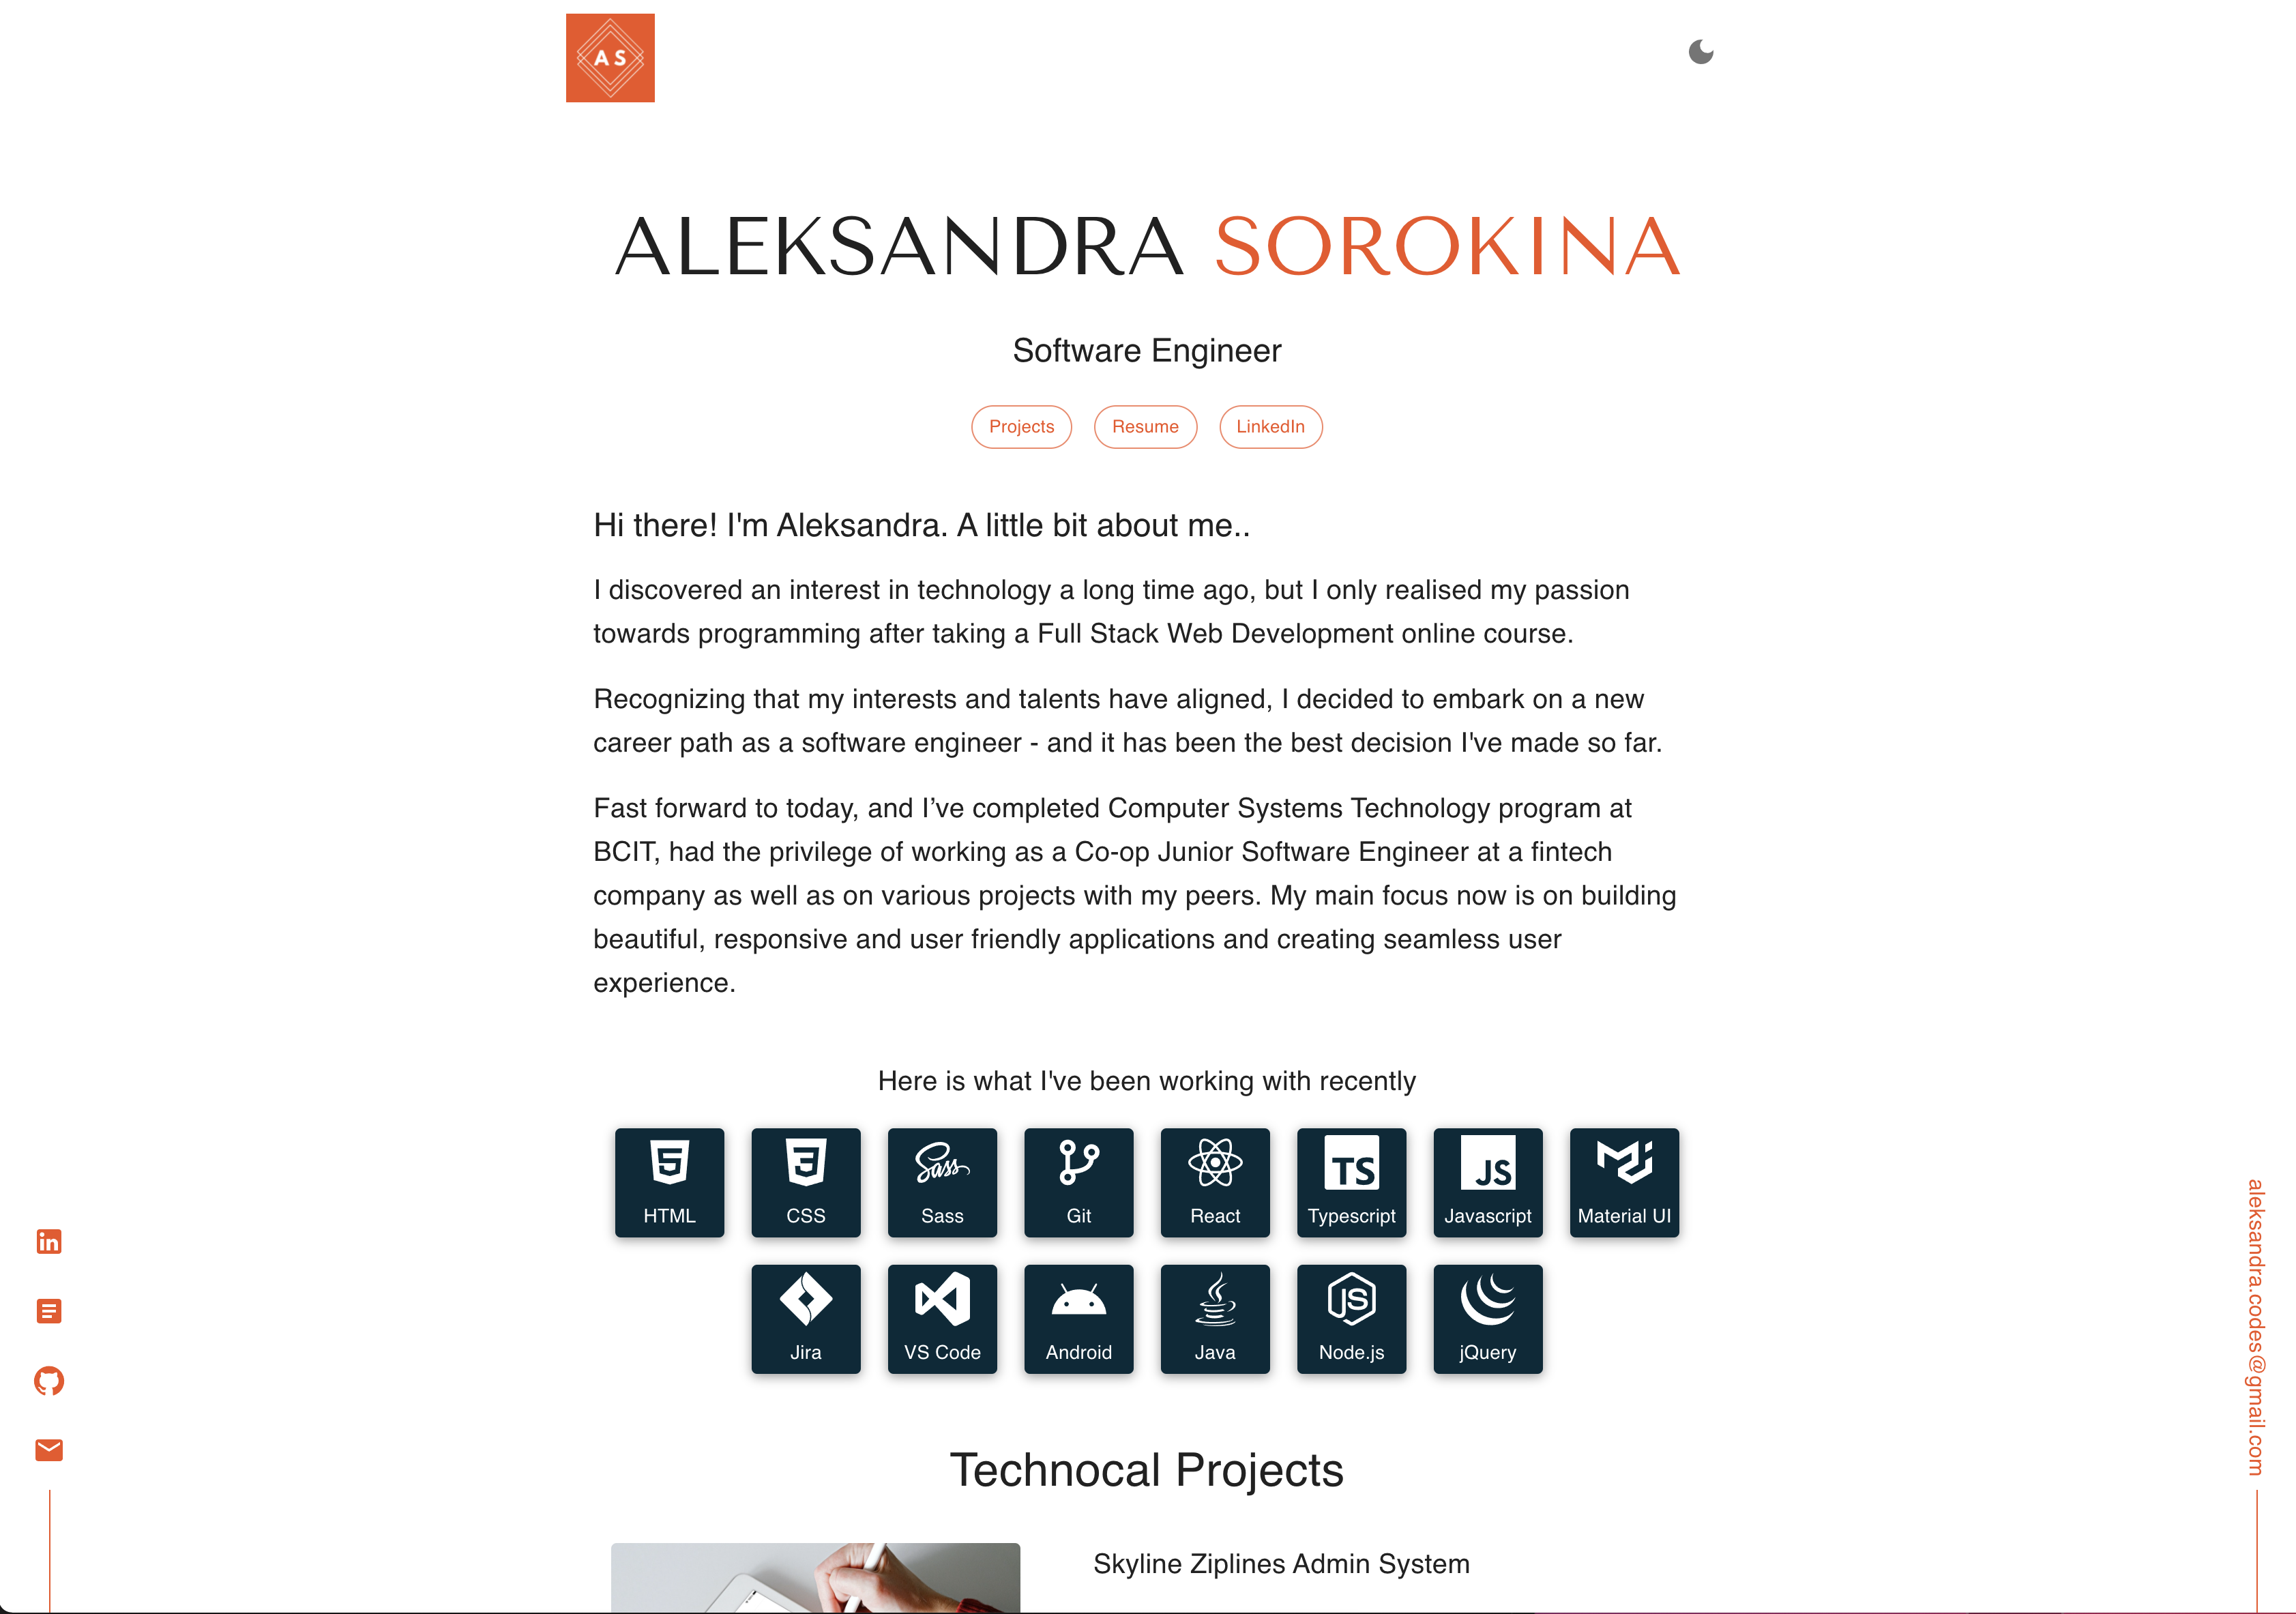 AS
ALEKSANDRA SOROKINA
Software Engineer
Projects Resume LinkedIn
Hi there! I'm Aleksandra. A little bit about me..
I discovered an interest in technology a long time ago, but I only realised my passion
towards programming after taking a Full Stack Web Development online course.
Recognizing that my interests and talents have aligned, I decided to embark on a new
career path as a software engineer - and it has been the best decision I've made so far.
Fast forward to today, and I’ve completed Computer Systems Technology program at
BCIT, had the privilege of working as a Co-op Junior Software Engineer at a fintech
company as well as on various projects with my peers. My main focus now is on building
beautiful, responsive and user friendly applications and creating seamless user
experience.
Here is what I've been working with recently
5 3 Sass TS JS
HTML CSS Sass Git React Typescript Javascript Material UI
JS
Jira VS Code Android Java Node.js jQuery
in
aleksandra.codes@gmail.com
Technocal Projects
Skyline Ziplines Admin System